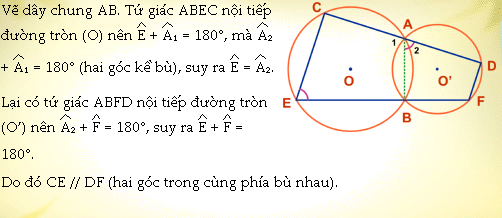 Vẽ dây chung AB. Tứ giác ABEC nội tiếp
đường tròn (O) nên Ê + Â₁ = 180°, mà Â₂
+ Â₁ = 180° (hai góc kề bù), suy ra Ê = Â₂.
Lại có tứ giác ABFD nội tiếp đường tròn
(O') nên Â₂ + F̂ = 180°, suy ra Ê + F̂ =
180°.
Do đó CE // DF (hai góc trong cùng phía bù nhau).
C
A
1
2
D
O
O'
E
B
F